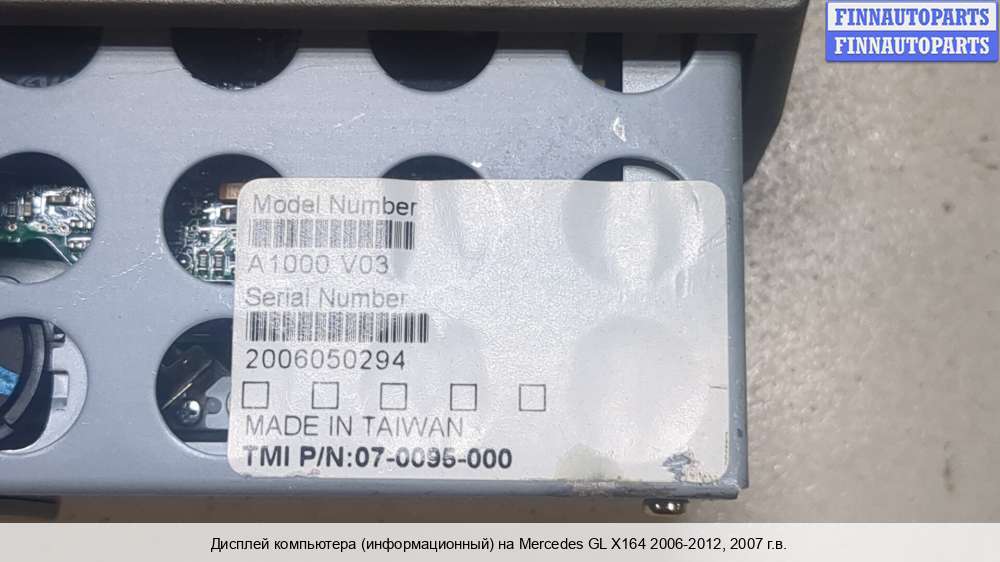 FINNAUTOPARTS
FINNAUTOPARTS
Model Number
A1000 V03
Serial Number
2006050294
MADE IN TAIWAN
TMI P/N:07-0095-000
Дисплей компьютера (информационный) на Mercedes GL X164 2006-2012, 2007 г.в.